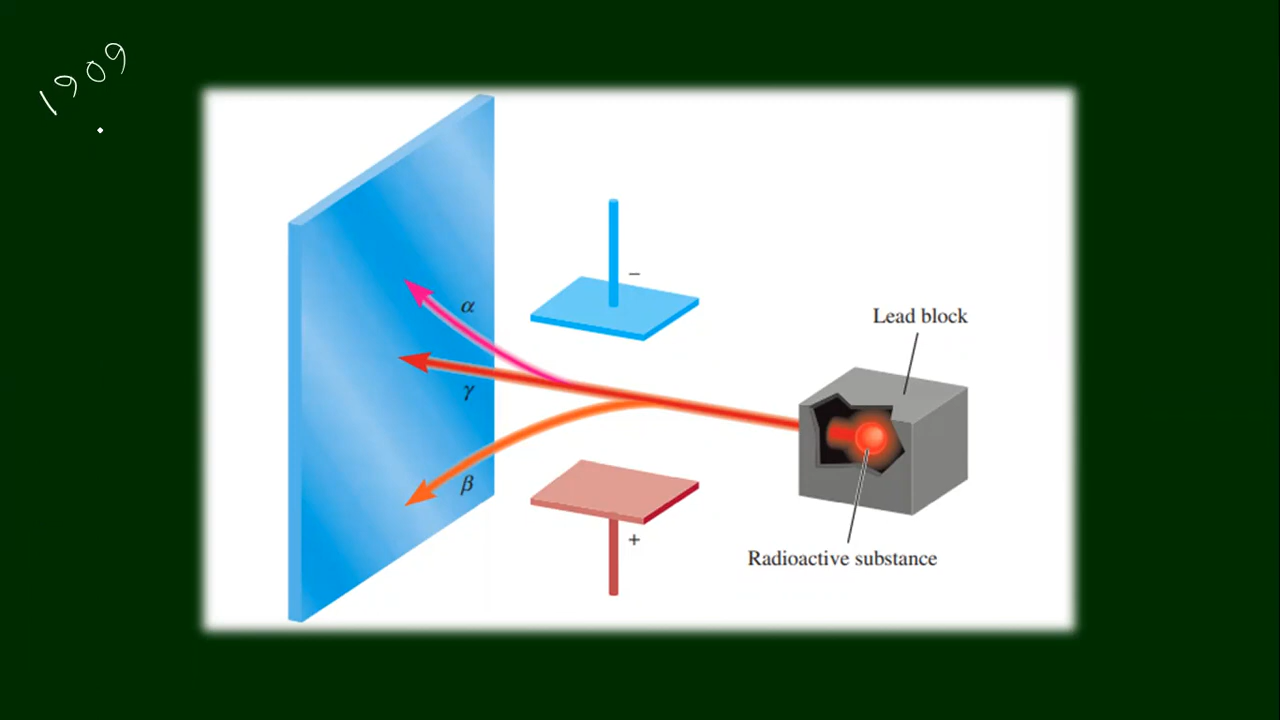 1909
−
α
Lead block
γ
β
+
Radioactive substance